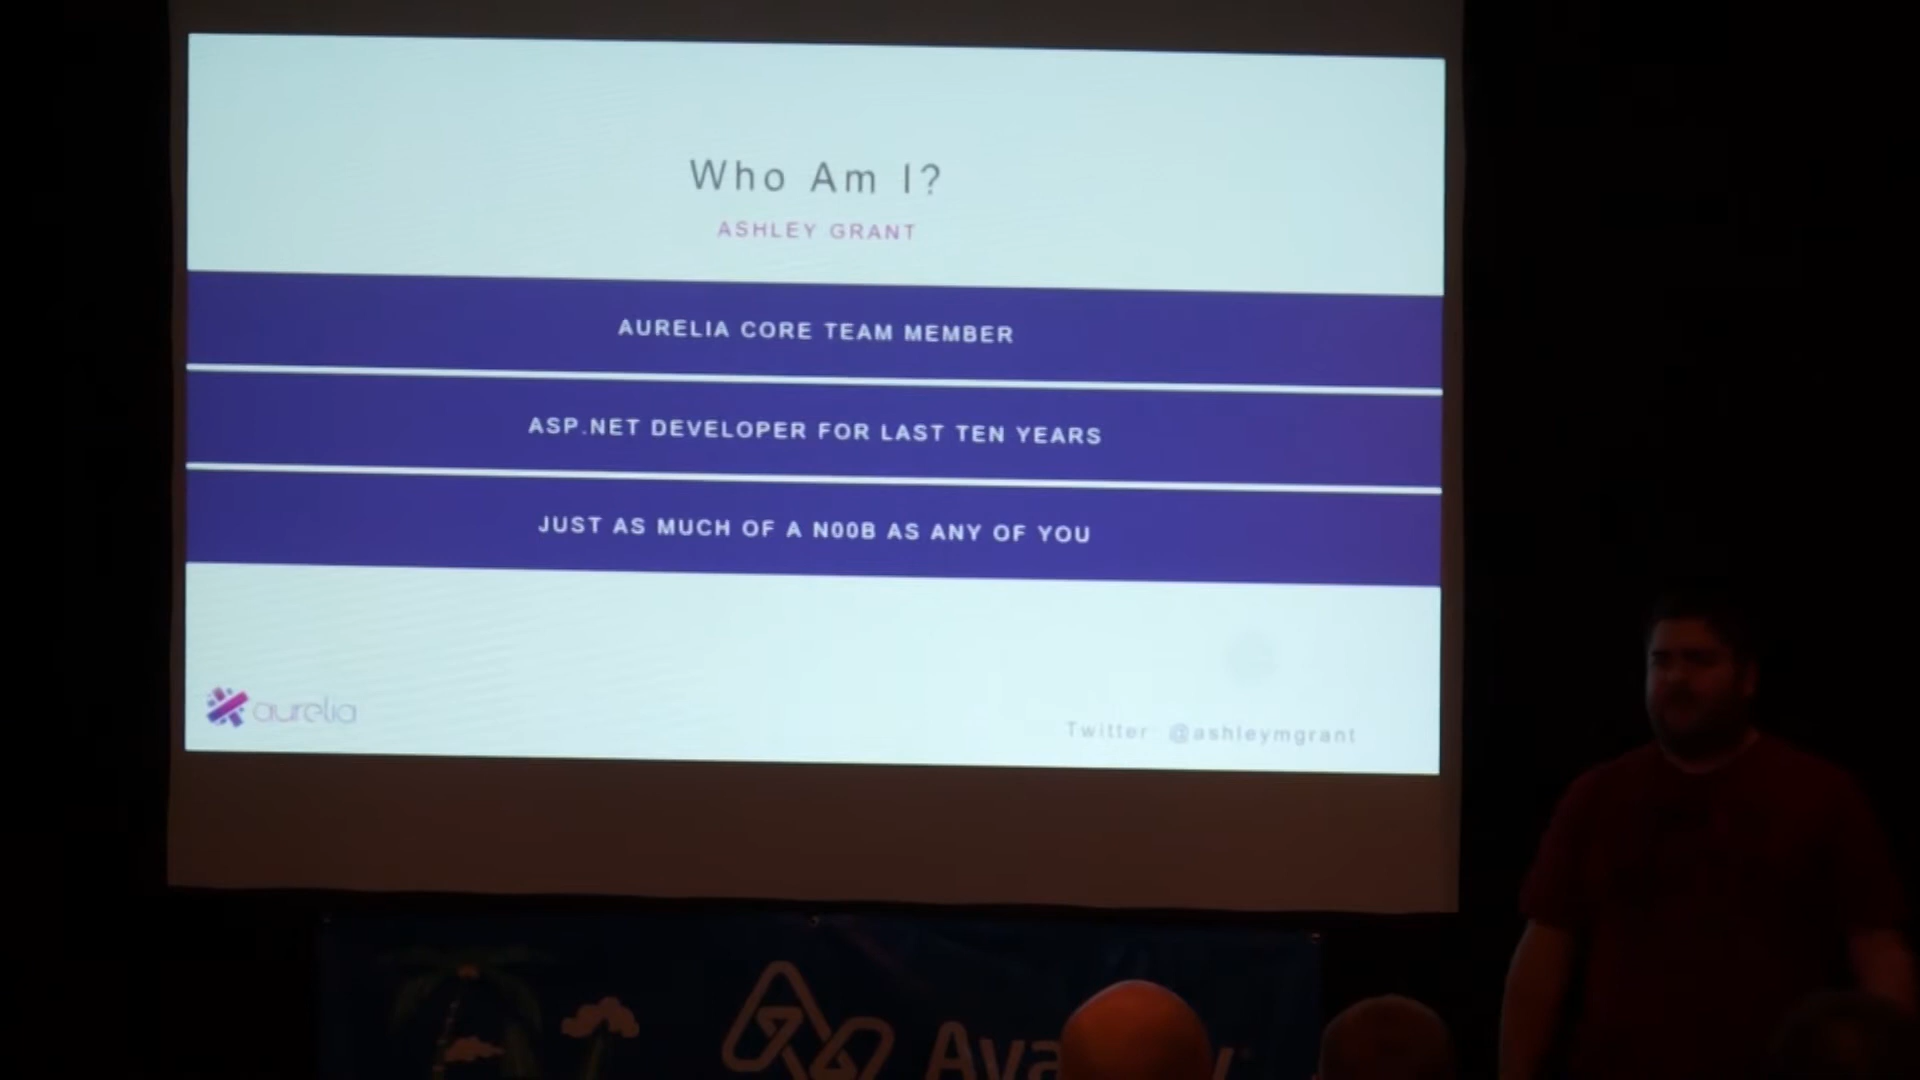 Who Am I?
ASHLEY GRANT
AURELIA CORE TEAM MEMBER
ASP.NET DEVELOPER FOR LAST TEN YEARS
JUST AS MUCH OF A N00B AS ANY OF YOU
aurelia
Twitter: @ashleymgrant